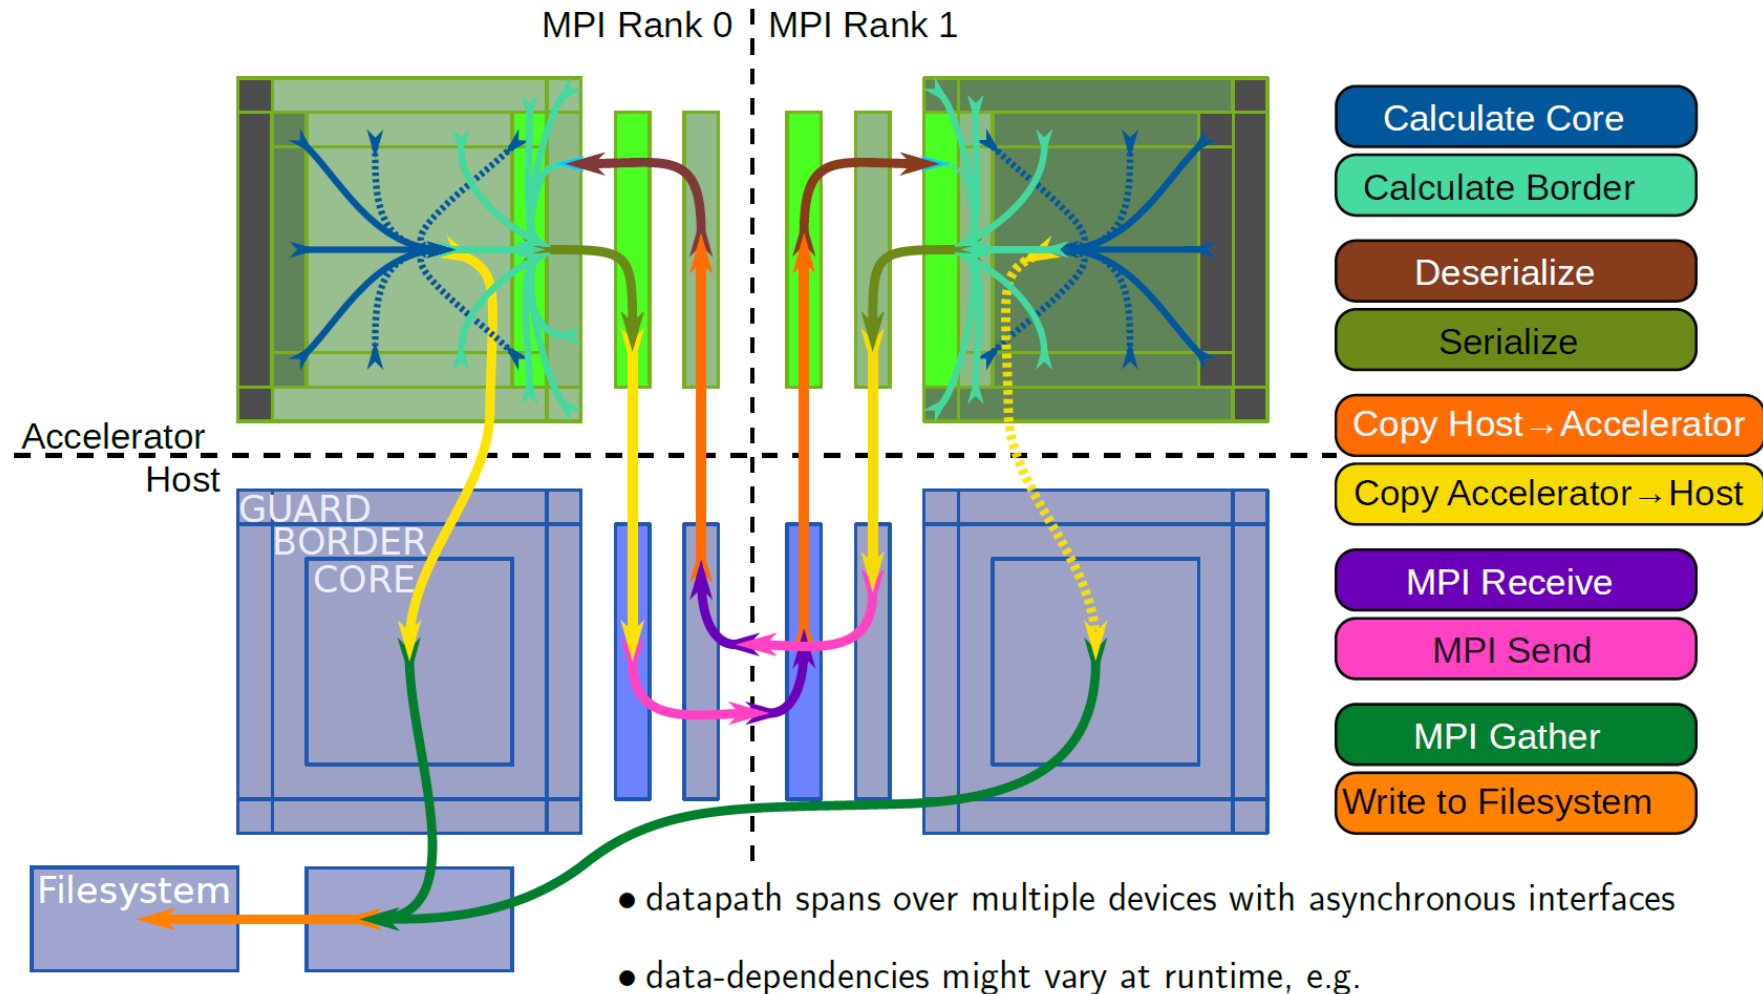 MPI Rank 0
MPI Rank 1
Calculate Core
Calculate Border
Deserialize
Serialize
Copy Host→Accelerator
Copy Accelerator→Host
MPI Receive
MPI Send
MPI Gather
Write to Filesystem
Accelerator
Host
GUARD
BORDER
CORE
Filesystem
• datapath spans over multiple devices with asynchronous interfaces
• data-dependencies might vary at runtime, e.g.